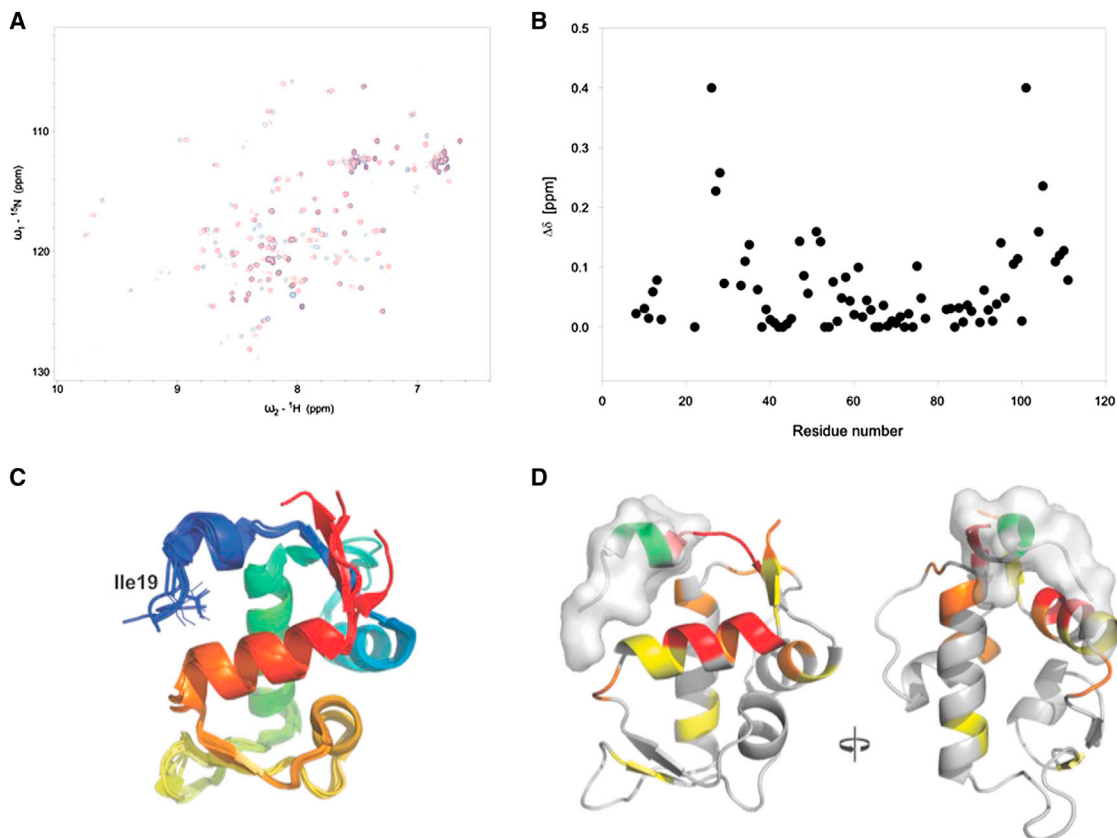 A
110
120
130
ω₁ - ¹⁵N (ppm)
10
9
8
7
ω₂ - ¹H (ppm)
B
0.5
0.4
0.3
0.2
0.1
0.0
Δδ [ppm]
0
20
40
60
80
100
120
Residue number
C
Ile19
D